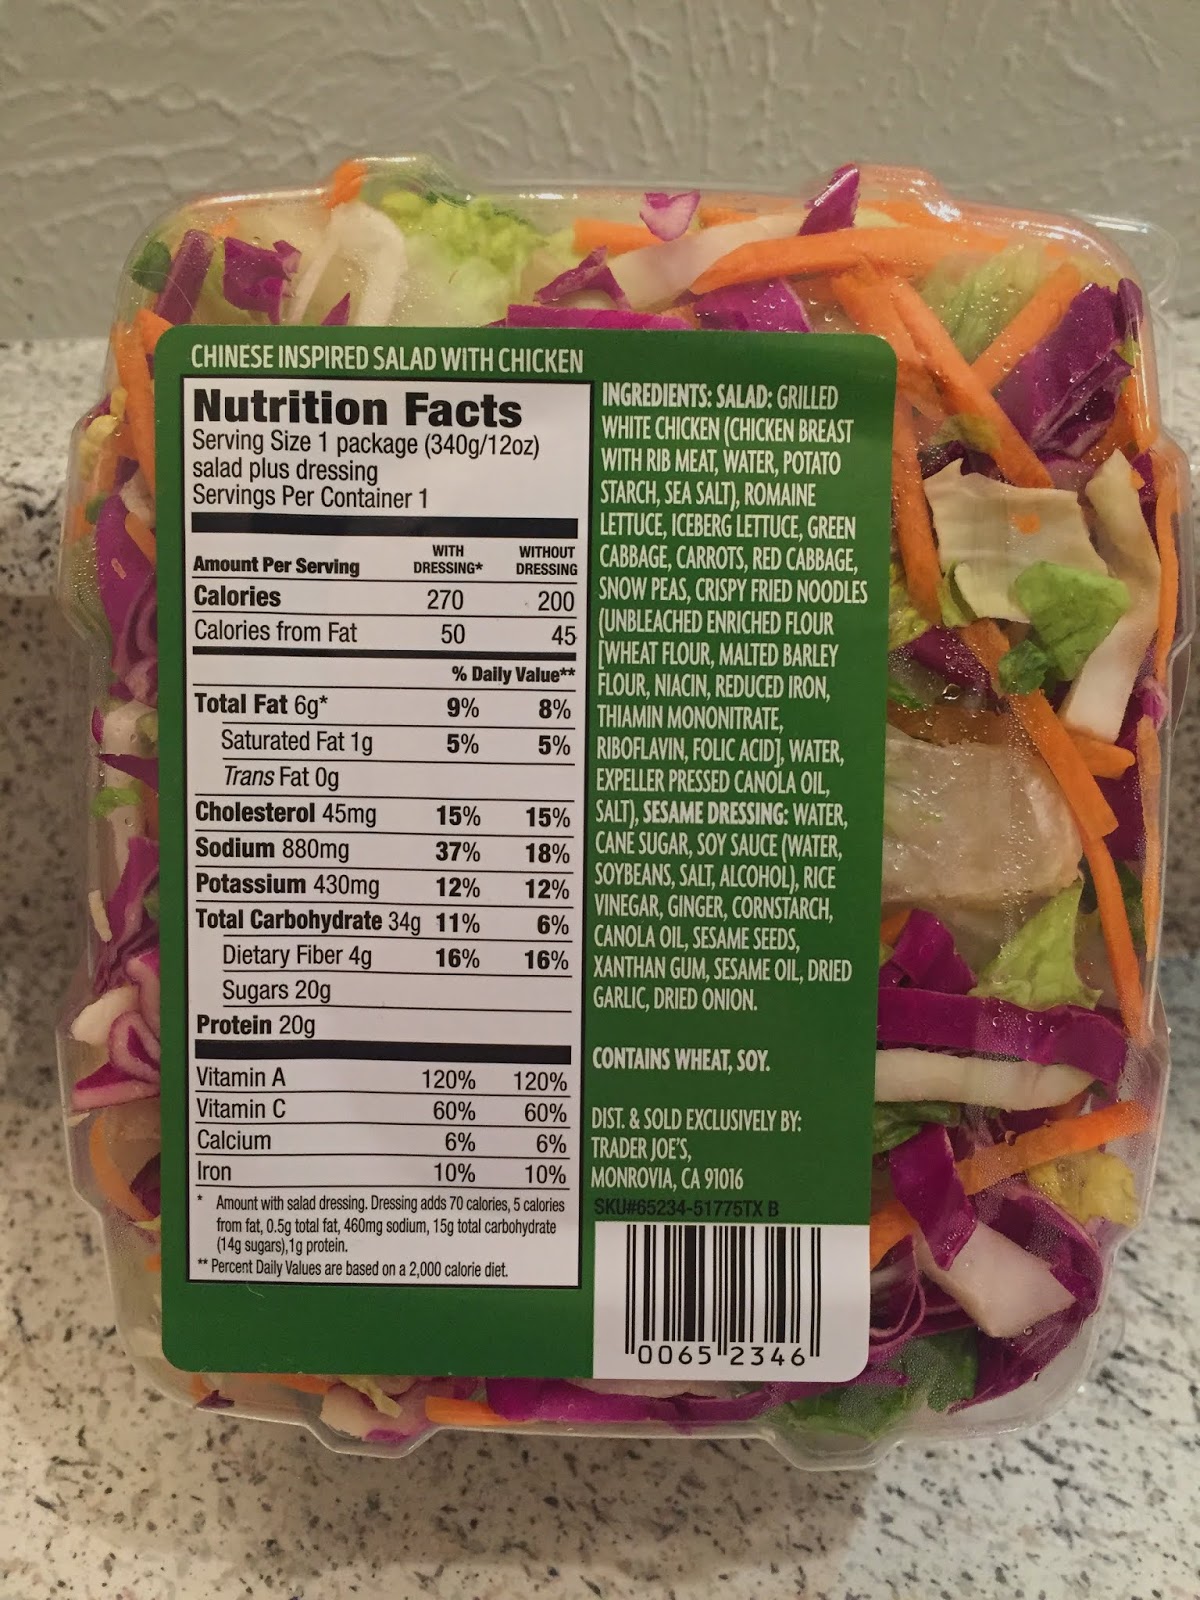 CHINESE INSPIRED SALAD WITH CHICKEN
Nutrition Facts
Serving Size 1 package (340g/12oz)
salad plus dressing
Servings Per Container 1
Amount Per Serving WITH DRESSING* WITHOUT DRESSING
Calories 270 200
Calories from Fat 50 45
% Daily Value**
Total Fat 6g* 9% 8%
Saturated Fat 1g 5% 5%
Trans Fat 0g
Cholesterol 45mg 15% 15%
Sodium 880mg 37% 18%
Potassium 430mg 12% 12%
Total Carbohydrate 34g 11% 6%
Dietary Fiber 4g 16% 16%
Sugars 20g
Protein 20g
Vitamin A 120% 120%
Vitamin C 60% 60%
Calcium 6% 6%
Iron 10% 10%
* Amount with salad dressing. Dressing adds 70 calories, 5 calories
from fat, 0.5g total fat, 460mg sodium, 15g total carbohydrate
(14g sugars),1g protein.
** Percent Daily Values are based on a 2,000 calorie diet.
INGREDIENTS: SALAD: GRILLED
WHITE CHICKEN (CHICKEN BREAST
WITH RIB MEAT, WATER, POTATO
STARCH, SEA SALT), ROMAINE
LETTUCE, ICEBERG LETTUCE, GREEN
CABBAGE, CARROTS, RED CABBAGE,
SNOW PEAS, CRISPY FRIED NOODLES
(UNBLEACHED ENRICHED FLOUR
[WHEAT FLOUR, MALTED BARLEY
FLOUR, NIACIN, REDUCED IRON,
THIAMIN MONONITRATE,
RIBOFLAVIN, FOLIC ACID], WATER,
EXPELLER PRESSED CANOLA OIL,
SALT), SESAME DRESSING: WATER,
CANE SUGAR, SOY SAUCE (WATER,
SOYBEANS, SALT, ALCOHOL), RICE
VINEGAR, GINGER, CORNSTARCH,
CANOLA OIL, SESAME SEEDS,
XANTHAN GUM, SESAME OIL, DRIED
GARLIC, DRIED ONION.
CONTAINS WHEAT, SOY.
DIST. & SOLD EXCLUSIVELY BY:
TRADER JOE'S,
MONROVIA, CA 91016
SKU#65234-51775TX B
0065 2346